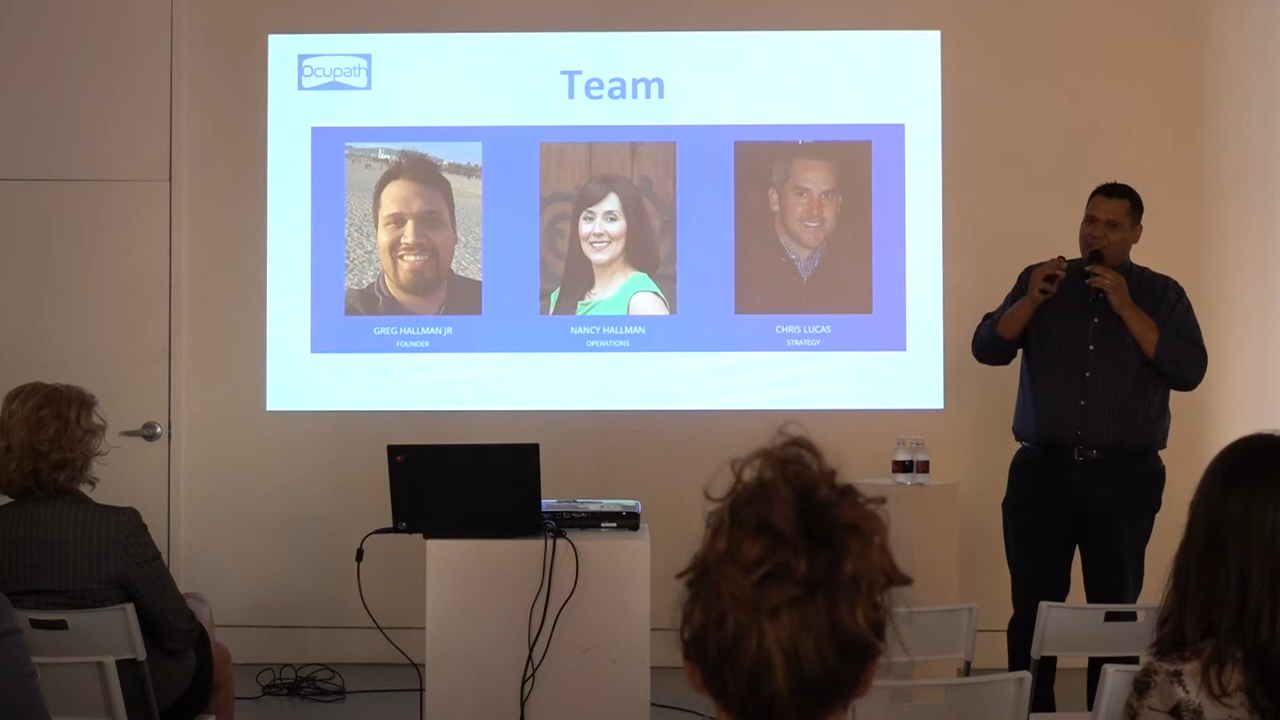 Ocupath
Team
GREG HALLMAN JR
FOUNDER
NANCY HALLMAN
OPERATIONS
CHRIS LUCAS
STRATEGY